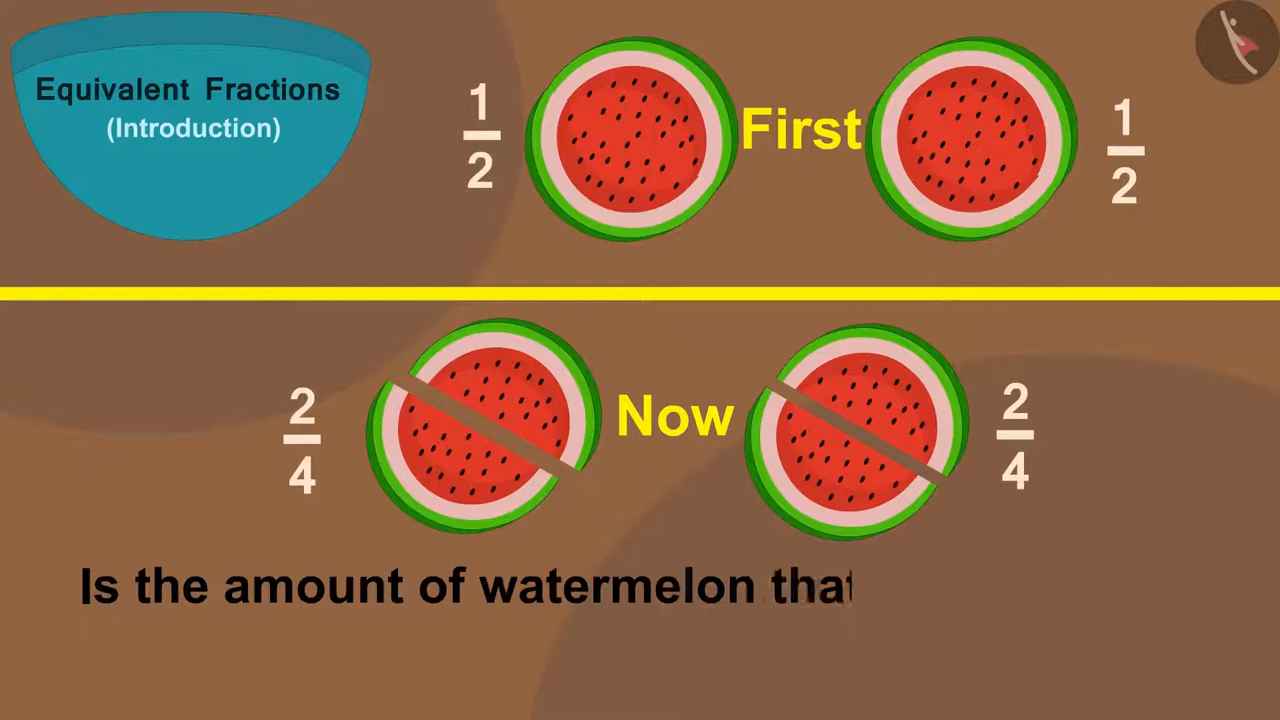 Equivalent Fractions
(Introduction)
1
2
First
1
2
2
4
Now
2
4
Is the amount of watermelon that